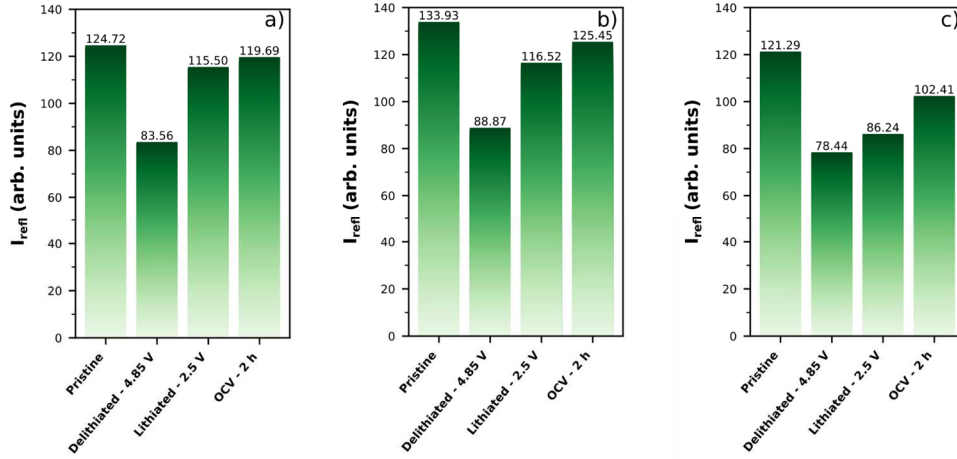 a)
I_refl (arb. units)
140
120
100
80
60
40
20
0
124.72
83.56
115.50
119.69
Pristine
Delithiated - 4.85 V
Lithiated - 2.5 V
OCV - 2 h
b)
I_refl (arb. units)
140
120
100
80
60
40
20
0
133.93
88.87
116.52
125.45
Pristine
Delithiated - 4.85 V
Lithiated - 2.5 V
OCV - 2 h
c)
I_refl (arb. units)
140
120
100
80
60
40
20
0
121.29
78.44
86.24
102.41
Pristine
Delithiated - 4.85 V
Lithiated - 2.5 V
OCV - 2 h